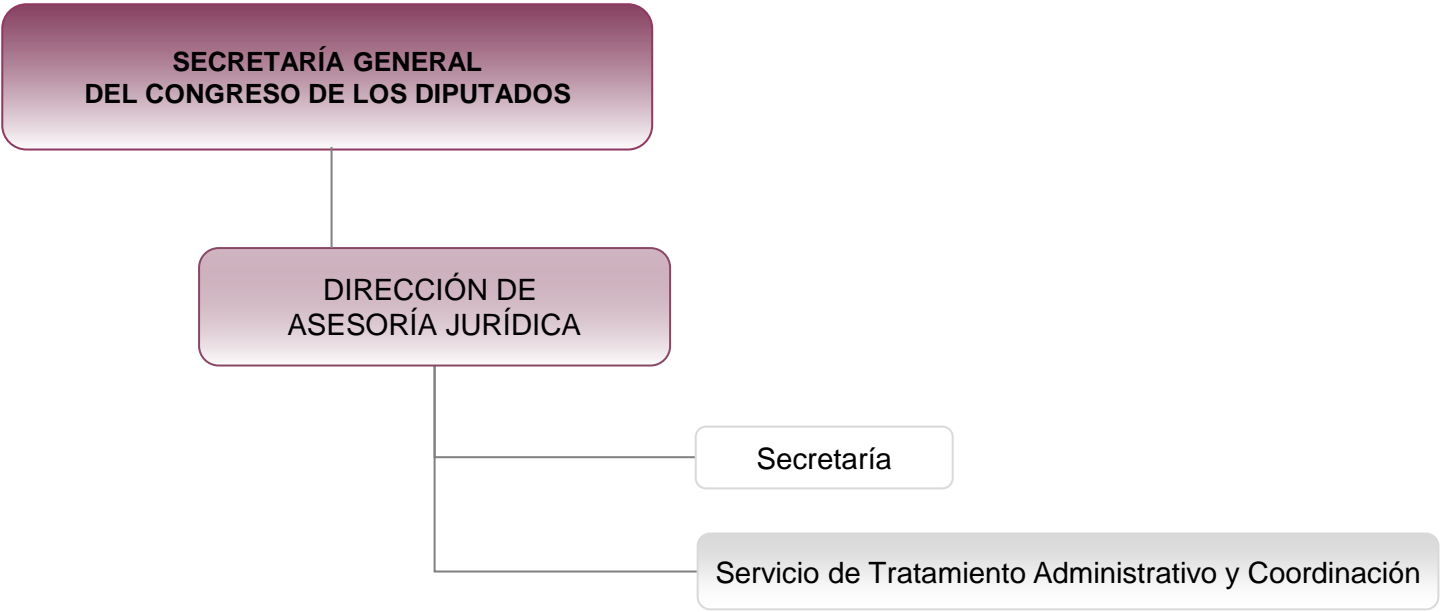 SECRETARÍA GENERAL
DEL CONGRESO DE LOS DIPUTADOS
DIRECCIÓN DE
ASESORÍA JURÍDICA
Secretaría
Servicio de Tratamiento Administrativo y Coordinación